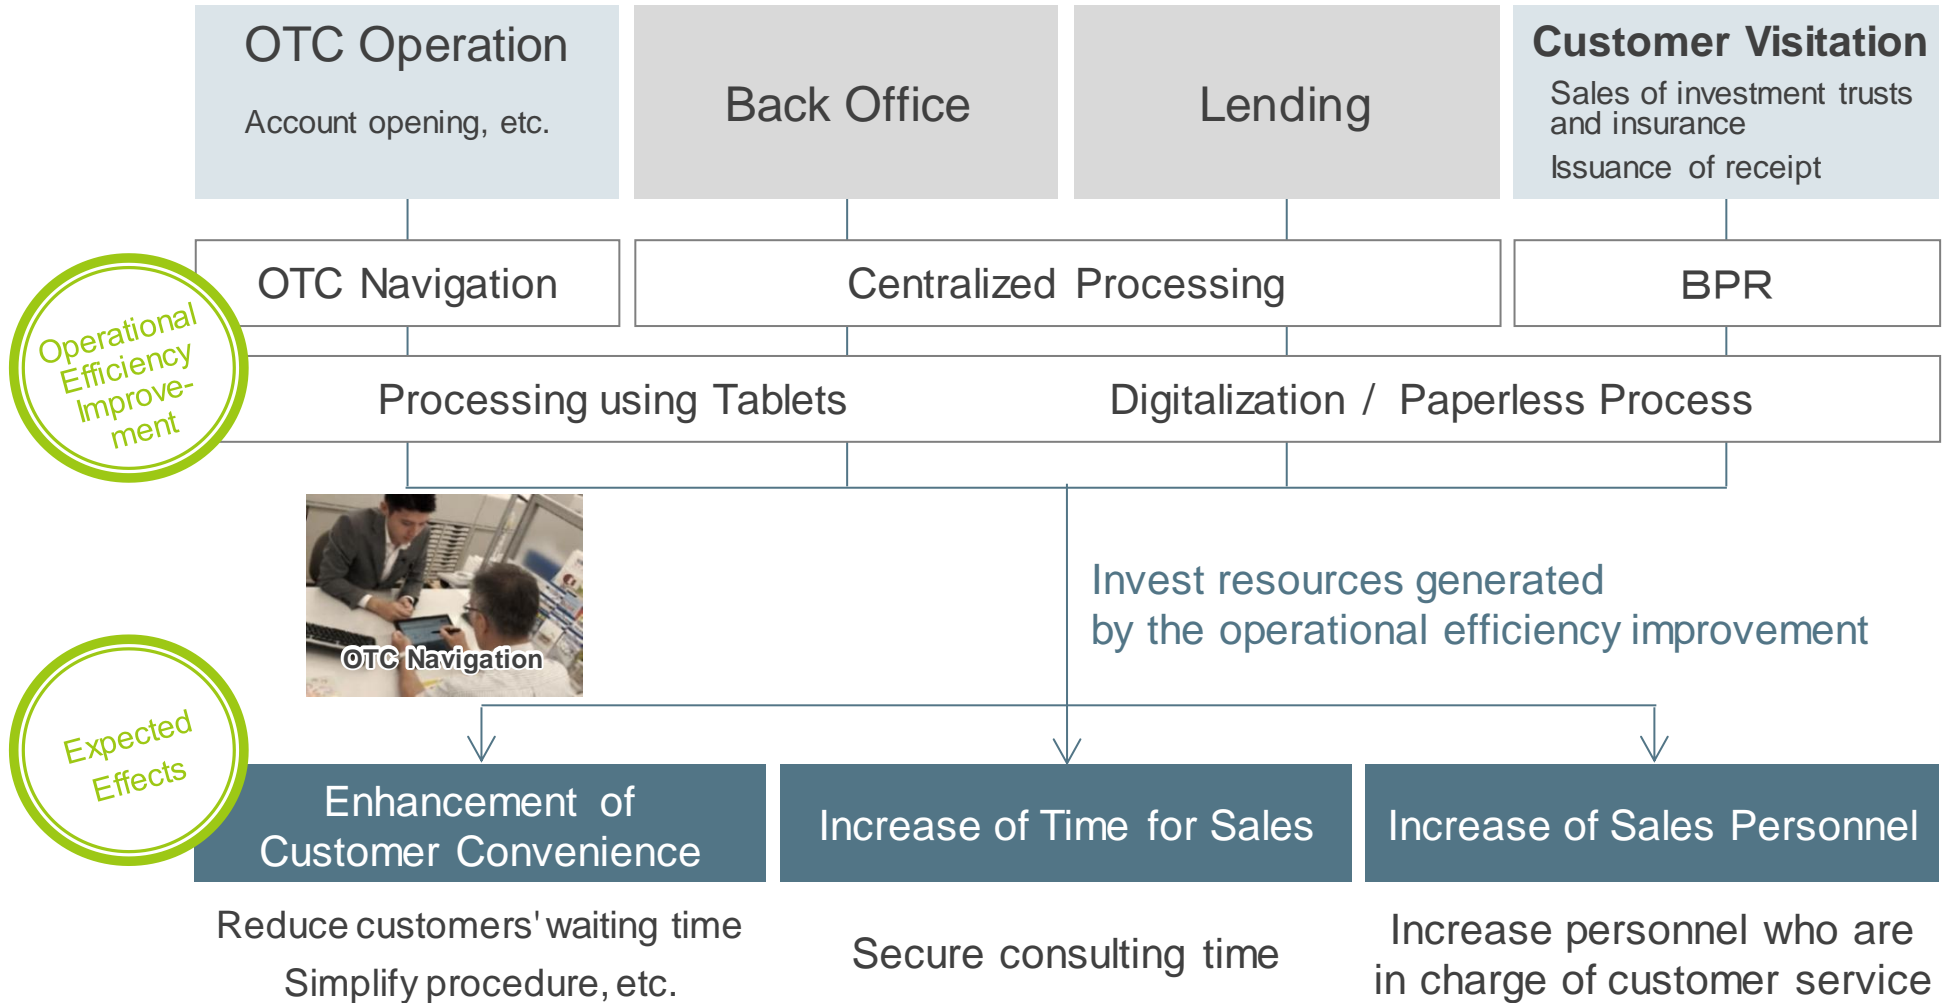 OTC Operation
Account opening, etc.
Back Office
Lending
Customer Visitation
Sales of investment trusts
and insurance
Issuance of receipt
OTC Navigation
Centralized Processing
BPR
Operational
Efficiency
Improve-
ment
Processing using Tablets
Digitalization / Paperless Process
OTC Navigation
Invest resources generated
by the operational efficiency improvement
Expected
Effects
Enhancement of
Customer Convenience
Increase of Time for Sales
Increase of Sales Personnel
Reduce customers' waiting time
Simplify procedure, etc.
Secure consulting time
Increase personnel who are
in charge of customer service